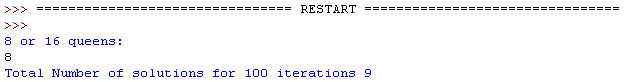 >>> ================================ RESTART ================================
>>>
8 or 16 queens:
8
Total Number of solutions for 100 iterations 9